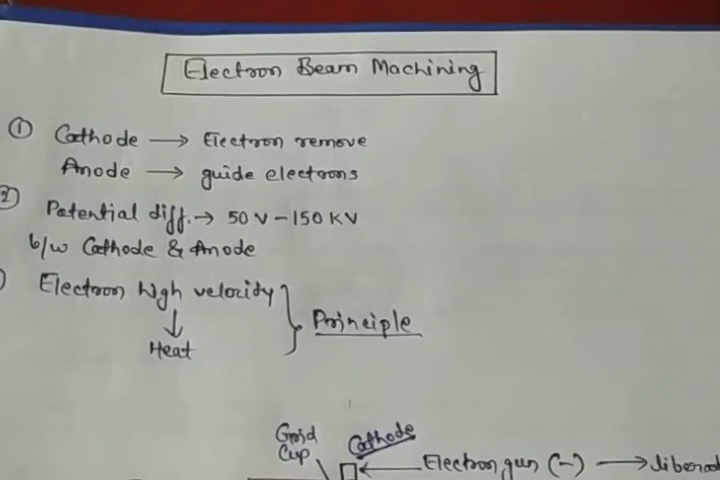 Electron Beam Machining
① Cathode → Electron remove
Anode → guide electrons
② Potential diff. → 50 V - 150 KV
b/w Cathode & Anode
Electron high velocity
↓
Heat
Principle
Grid
Cup
Cathode
Electron gun (-) →